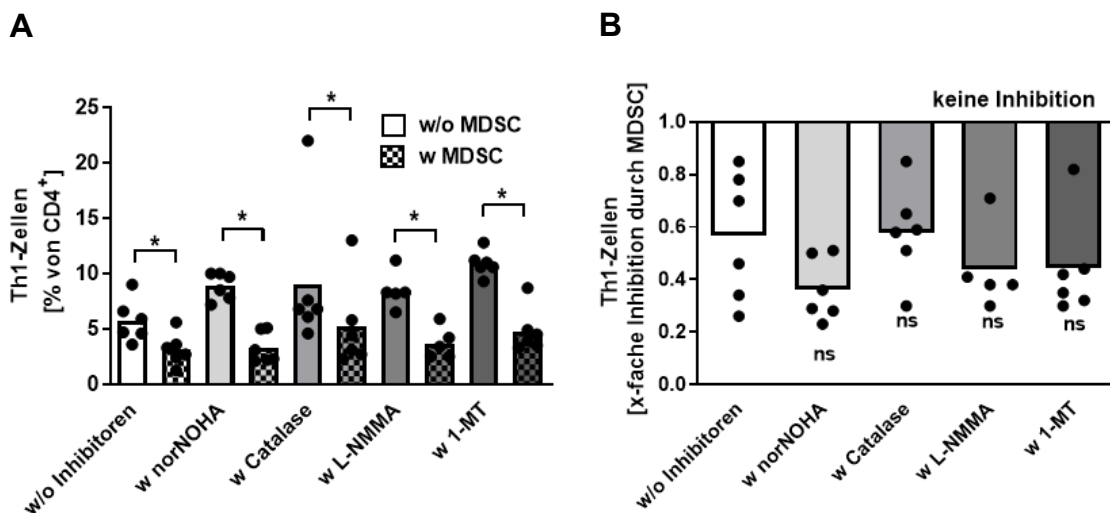 A
Th1-Zellen
[% von CD4⁺]
25
20
15
10
5
0
*
*
*
*
*
w/o MDSC
w MDSC
w/o Inhibitoren
w norNOHA
w Catalase
w L-NMMA
w 1-MT
B
Th1-Zellen
[x-fache Inhibition durch MDSC]
keine Inhibition
1.0
0.8
0.6
0.4
0.2
0.0
ns
ns
ns
ns
w/o Inhibitoren
w norNOHA
w Catalase
w L-NMMA
w 1-MT